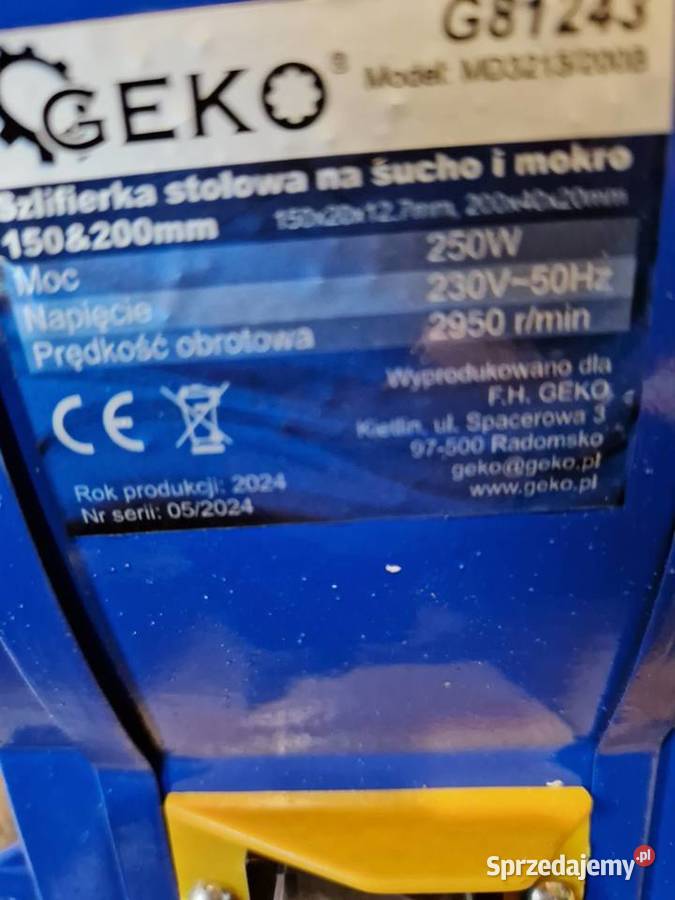 G81243
GEKO®
Model: MD3213/200B
Szlifierka stołowa na sucho i mokro
150&200mm 150x20x12,7mm, 200x40x20mm
Moc 250W
Napięcie 230V~50Hz
Prędkość obrotowa 2950 r/min
Wyprodukowano dla
F.H. GEKO
Kietlin, ul. Spacerowa 3
97-500 Radomsko
geko@geko.pl
www.geko.pl
CE
Rok produkcji: 2024
Nr serii: 05/2024
Sprzedajemy.pl